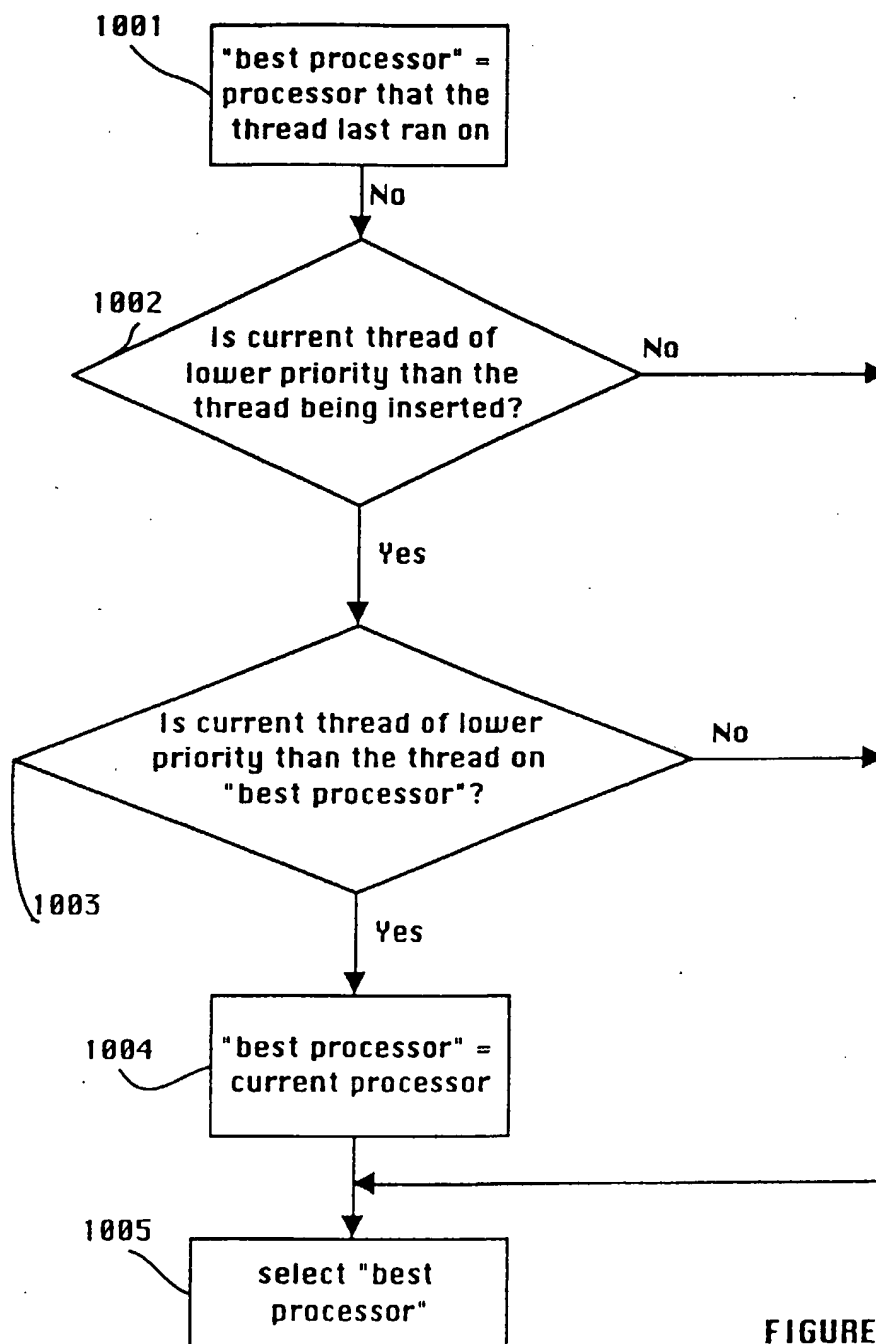 1001
"best processor" =
processor that the
thread last ran on
No
1002
Is current thread of
lower priority than the
thread being inserted?
No
Yes
Is current thread of lower
priority than the thread on
"best processor"?
No
1003
Yes
1004
"best processor" =
current processor
1005
select "best
processor"
FIGURE